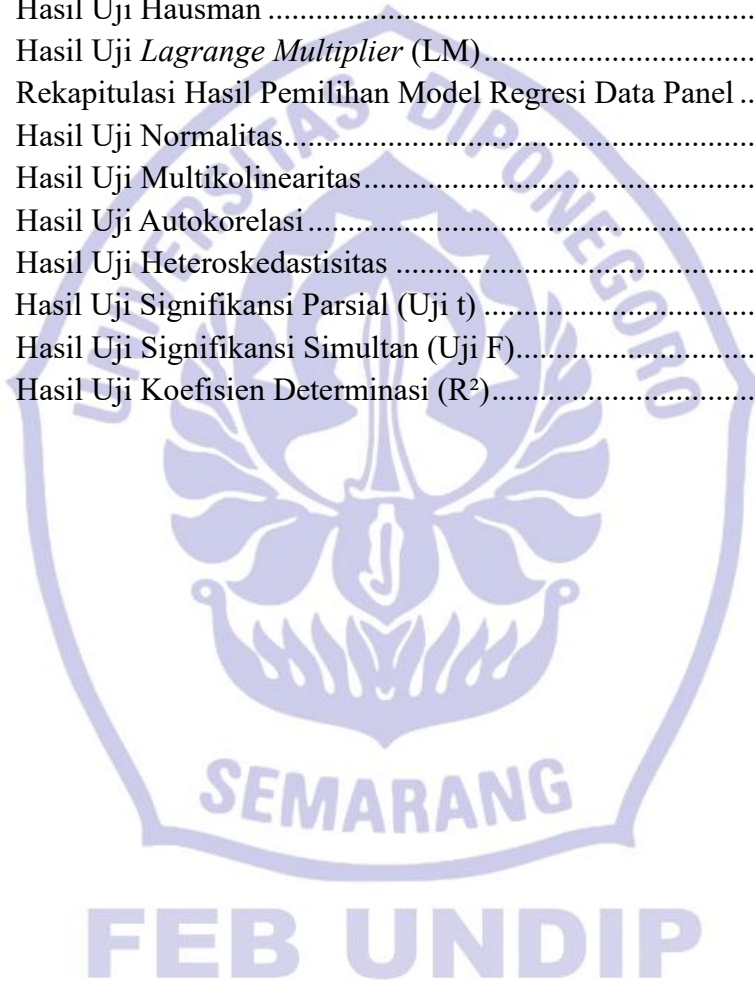 Hasil Uji Hausman ........................................................................
Hasil Uji Lagrange Multiplier (LM)........................................
Rekapitulasi Hasil Pemilihan Model Regresi Data Panel ..
Hasil Uji Normalitas.....................................................................
Hasil Uji Multikolinearitas..........................................................
Hasil Uji Autokorelasi..................................................................
Hasil Uji Heteroskedastisitas .....................................................
Hasil Uji Signifikansi Parsial (Uji t) ........................................
Hasil Uji Signifikansi Simultan (Uji F)...................................
Hasil Uji Koefisien Determinasi (R²)......................................
UNIVERSITAS DIPONEGORO
SEMARANG
FEB UNDIP